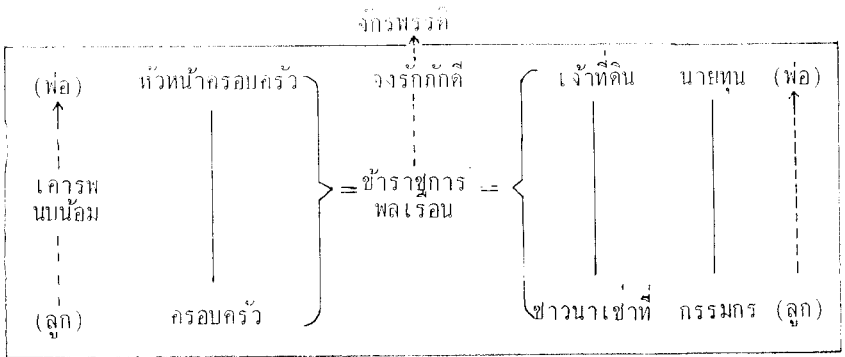 จักรพรรดิ
(พ่อ) หัวหน้าครอบครัว จงรักภักดี เจ้าที่ดิน นายทุน (พ่อ)
เคารพ
นบน้อม
= ข้าราชการ =
พลเรือน
(ลูก) ครอบครัว ชาวนาเช่าที่ กรรมกร (ลูก)